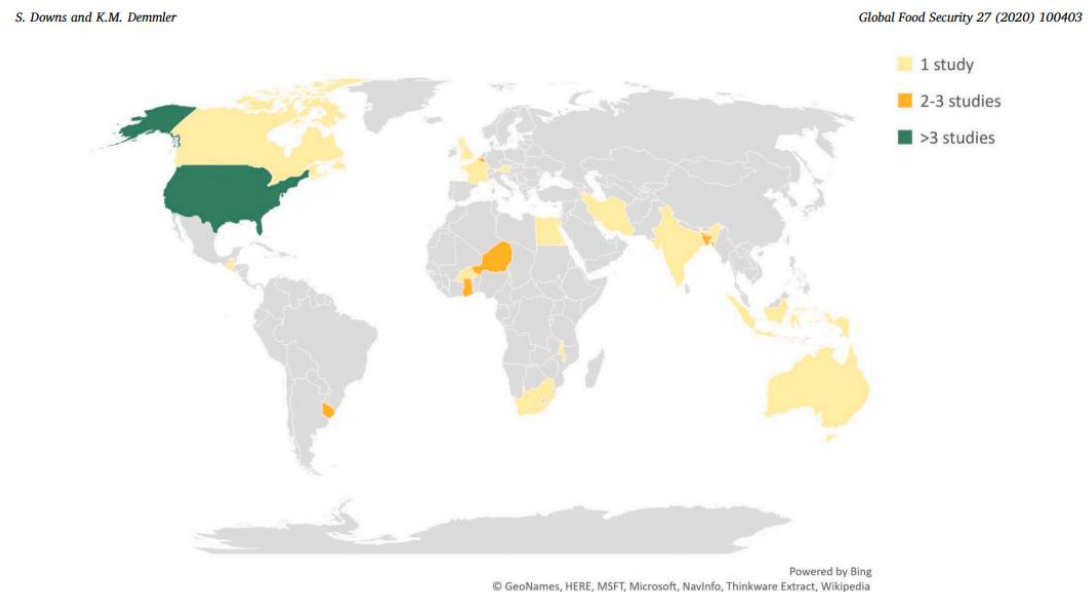 S. Downs and K.M. Demmler
Global Food Security 27 (2020) 100403
1 study
2-3 studies
>3 studies
Powered by Bing
© GeoNames, HERE, MSFT, Microsoft, NavInfo, Thinkware Extract, Wikipedia